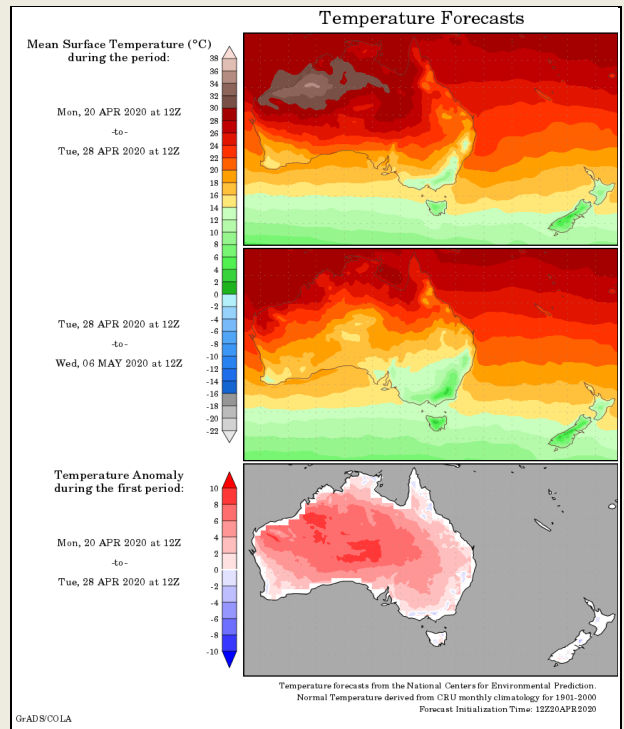 Temperature Forecasts
Mean Surface Temperature (°C)
during the period:
Mon, 20 APR 2020 at 12Z
-to-
Tue, 28 APR 2020 at 12Z
38
36
34
32
30
28
26
24
22
20
18
16
14
12
10
8
6
4
2
0
-2
-4
-6
-8
-10
-12
-14
-16
-17
-20
-22
Tue, 28 APR 2020 at 12Z
-to-
Wed, 06 MAY 2020 at 12Z
Temperature Anomaly
during the first period:
Mon, 20 APR 2020 at 12Z
-to-
Tue, 28 APR 2020 at 12Z
10
8
6
4
2
0
-2
-4
-6
-8
-10
Temperature forecasts from the National Centers for Environmental Prediction.
Normal Temperature derived from CRU monthly climatology for 1901-2000
Forecast Initialization Time: 12Z20APR2020
GrADS/COLA